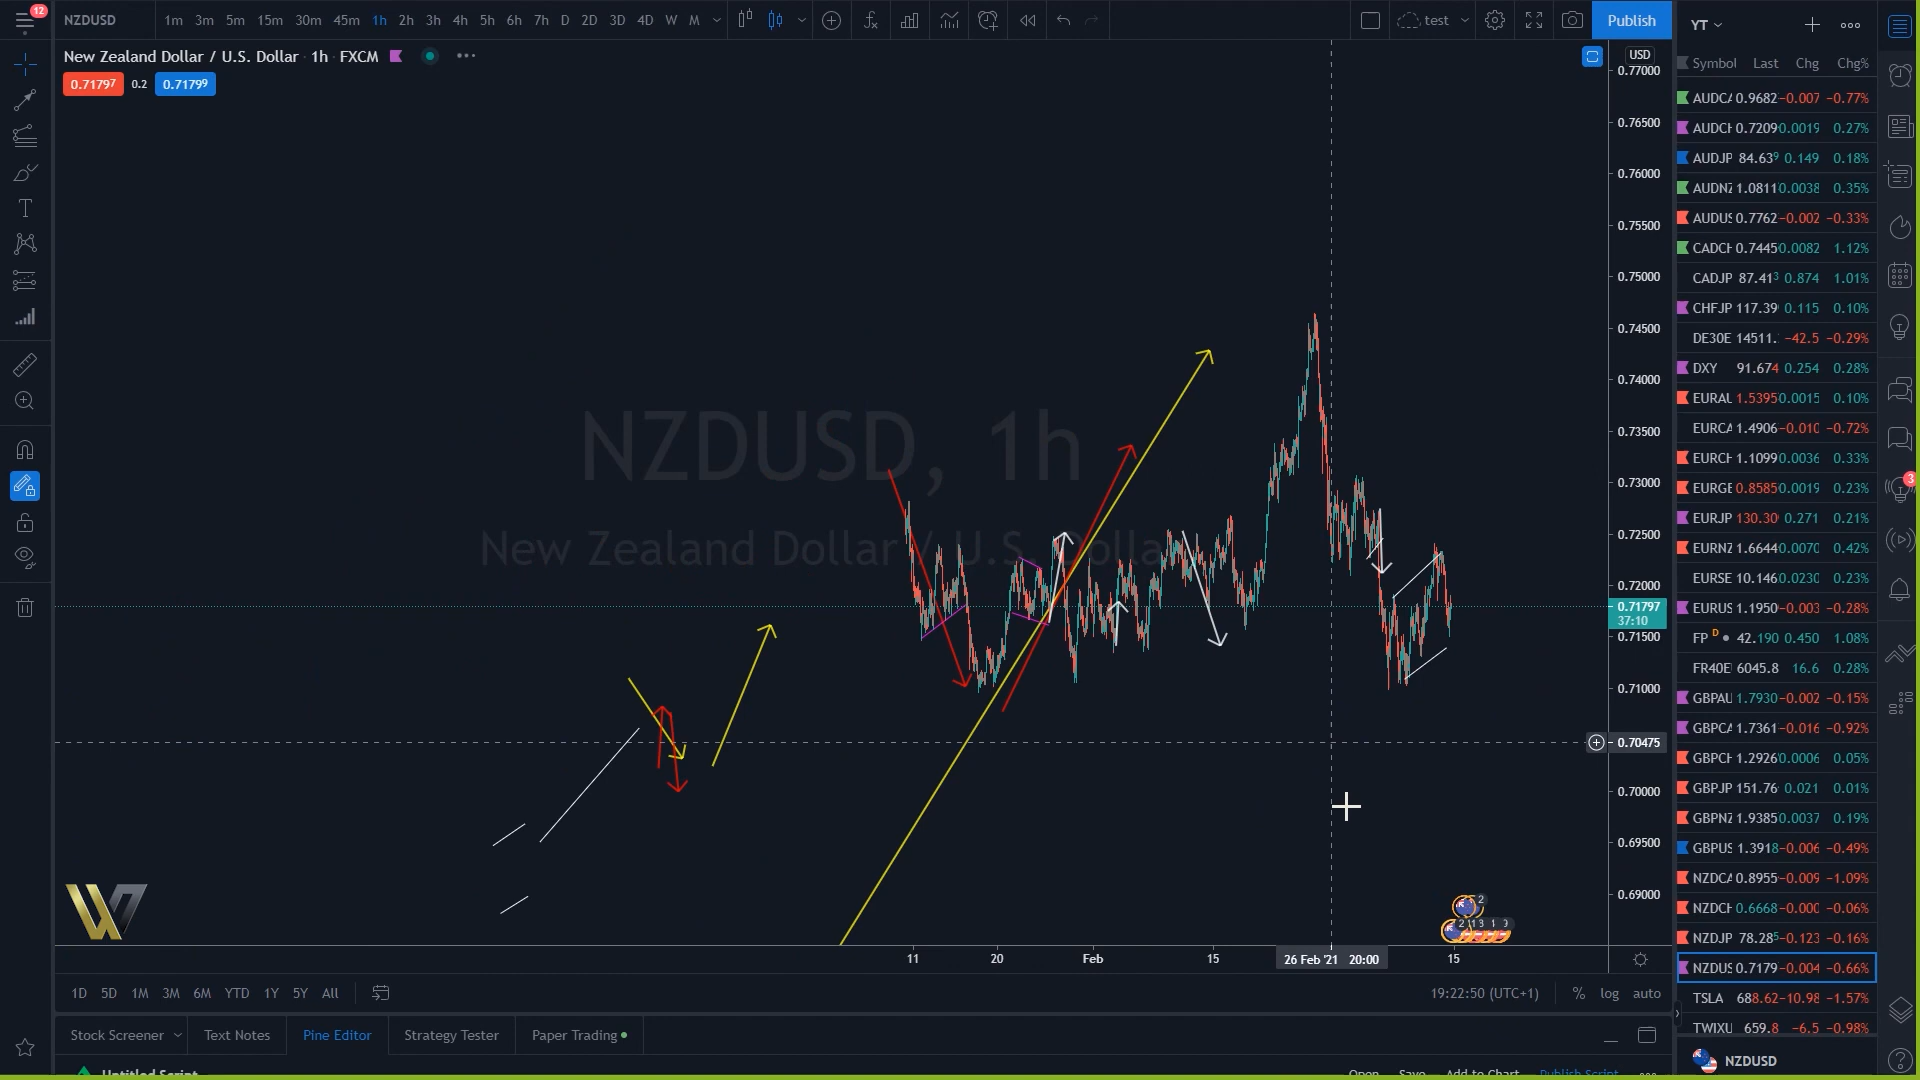 12
NZDUSD
1m 3m 5m 15m 30m 45m 1h 2h 3h 4h 5h 6h 7h D 2D 3D 4D W M
test
Publish
YT
New Zealand Dollar / U.S. Dollar · 1h · FXCM
0.71797 0.2 0.71799
USD
Symbol Last Chg Chg%
NZDUSD, 1h
New Zealand Dollar / U.S. Dolla
0.77000
0.76500
0.76000
0.75500
0.75000
0.74500
0.74000
0.73500
0.73000
0.72500
0.72000
0.71797
37:10
0.71500
0.71000
0.70475
0.70000
0.69500
0.69000
AUDCA 0.9682 -0.007 -0.77%
AUDCH 0.7209 0.0019 0.27%
AUDJP 84.639 0.149 0.18%
AUDNZ 1.0811 0.0038 0.35%
AUDUS 0.7762 -0.002 -0.33%
CADCH 0.7445 0.0082 1.12%
CADJP 87.413 0.874 1.01%
CHFJP 117.39 0.115 0.10%
DE30E 14511. -42.5 -0.29%
DXY 91.674 0.254 0.28%
EURAU 1.5395 0.0015 0.10%
EURCA 1.4906 -0.010 -0.72%
EURCH 1.1099 0.0036 0.33%
EURGE 0.8585 0.0019 0.23%
EURJP 130.30 0.271 0.21%
EURNZ 1.6644 0.0070 0.42%
EURSE 10.146 0.0230 0.23%
EURUS 1.1950 -0.003 -0.28%
FP D 42.190 0.450 1.08%
FR40E 6045.8 16.6 0.28%
GBPAU 1.7930 -0.002 -0.15%
GBPCA 1.7361 -0.016 -0.92%
GBPCH 1.2926 0.0006 0.05%
GBPJP 151.76 0.021 0.01%
GBPNZ 1.9385 0.0037 0.19%
GBPUS 1.3918 -0.006 -0.49%
NZDCA 0.8955 -0.009 -1.09%
NZDCH 0.6668 -0.000 -0.06%
NZDJP 78.285 -0.123 -0.16%
NZDUS 0.7179 -0.004 -0.66%
TSLA 688.62 -10.98 -1.57%
TWIXU 659.8 -6.5 -0.98%
3
11 20 Feb 15 26 Feb '21 20:00 15
1D 5D 1M 3M 6M YTD 1Y 5Y All
19:22:50 (UTC+1) % log auto
Stock Screener Text Notes Pine Editor Strategy Tester Paper Trading
NZDUSD
Untitled Script
Open Save Add to Chart Publish Script